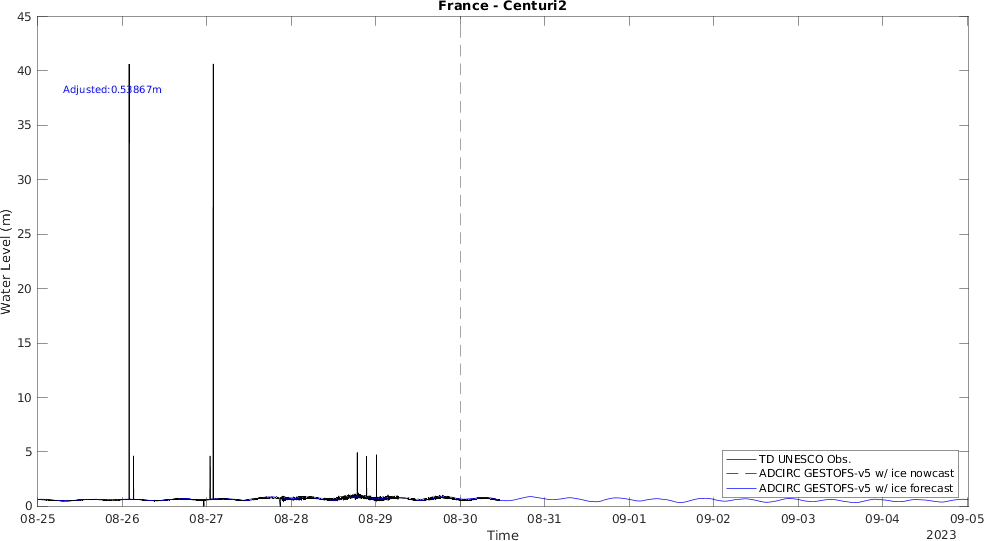 France - Centuri2
45
40
35
30
25
20
15
10
5
0
Water Level (m)
Adjusted:0.53867m
TD UNESCO Obs.
ADCIRC GESTOFS-v5 w/ ice nowcast
ADCIRC GESTOFS-v5 w/ ice forecast
08-25 08-26 08-27 08-28 08-29 08-30 08-31 09-01 09-02 09-03 09-04 09-05
Time
2023